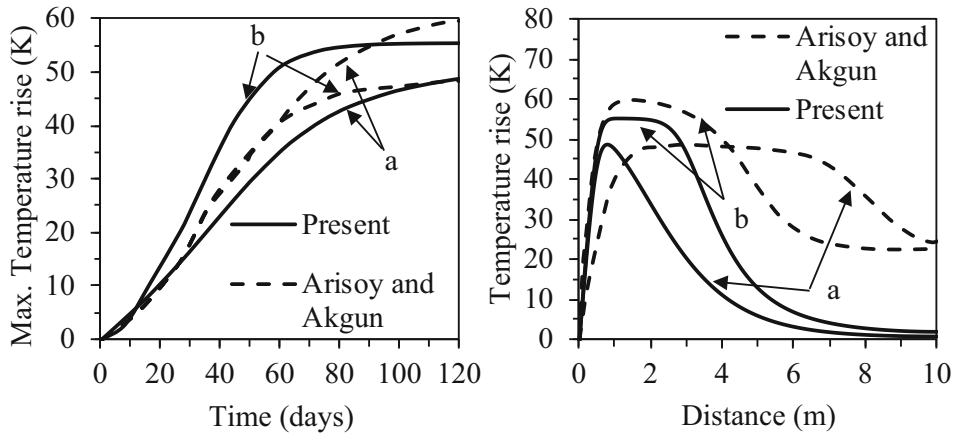 Max. Temperature rise (K)
60
50
40
30
20
10
0
b
a
Present
Arisoy and
Akgun
0 20 40 60 80 100 120
Time (days)
Temperature rise (K)
80
70
60
50
40
30
20
10
0
Arisoy and
Akgun
Present
b
a
0 2 4 6 8 10
Distance (m)